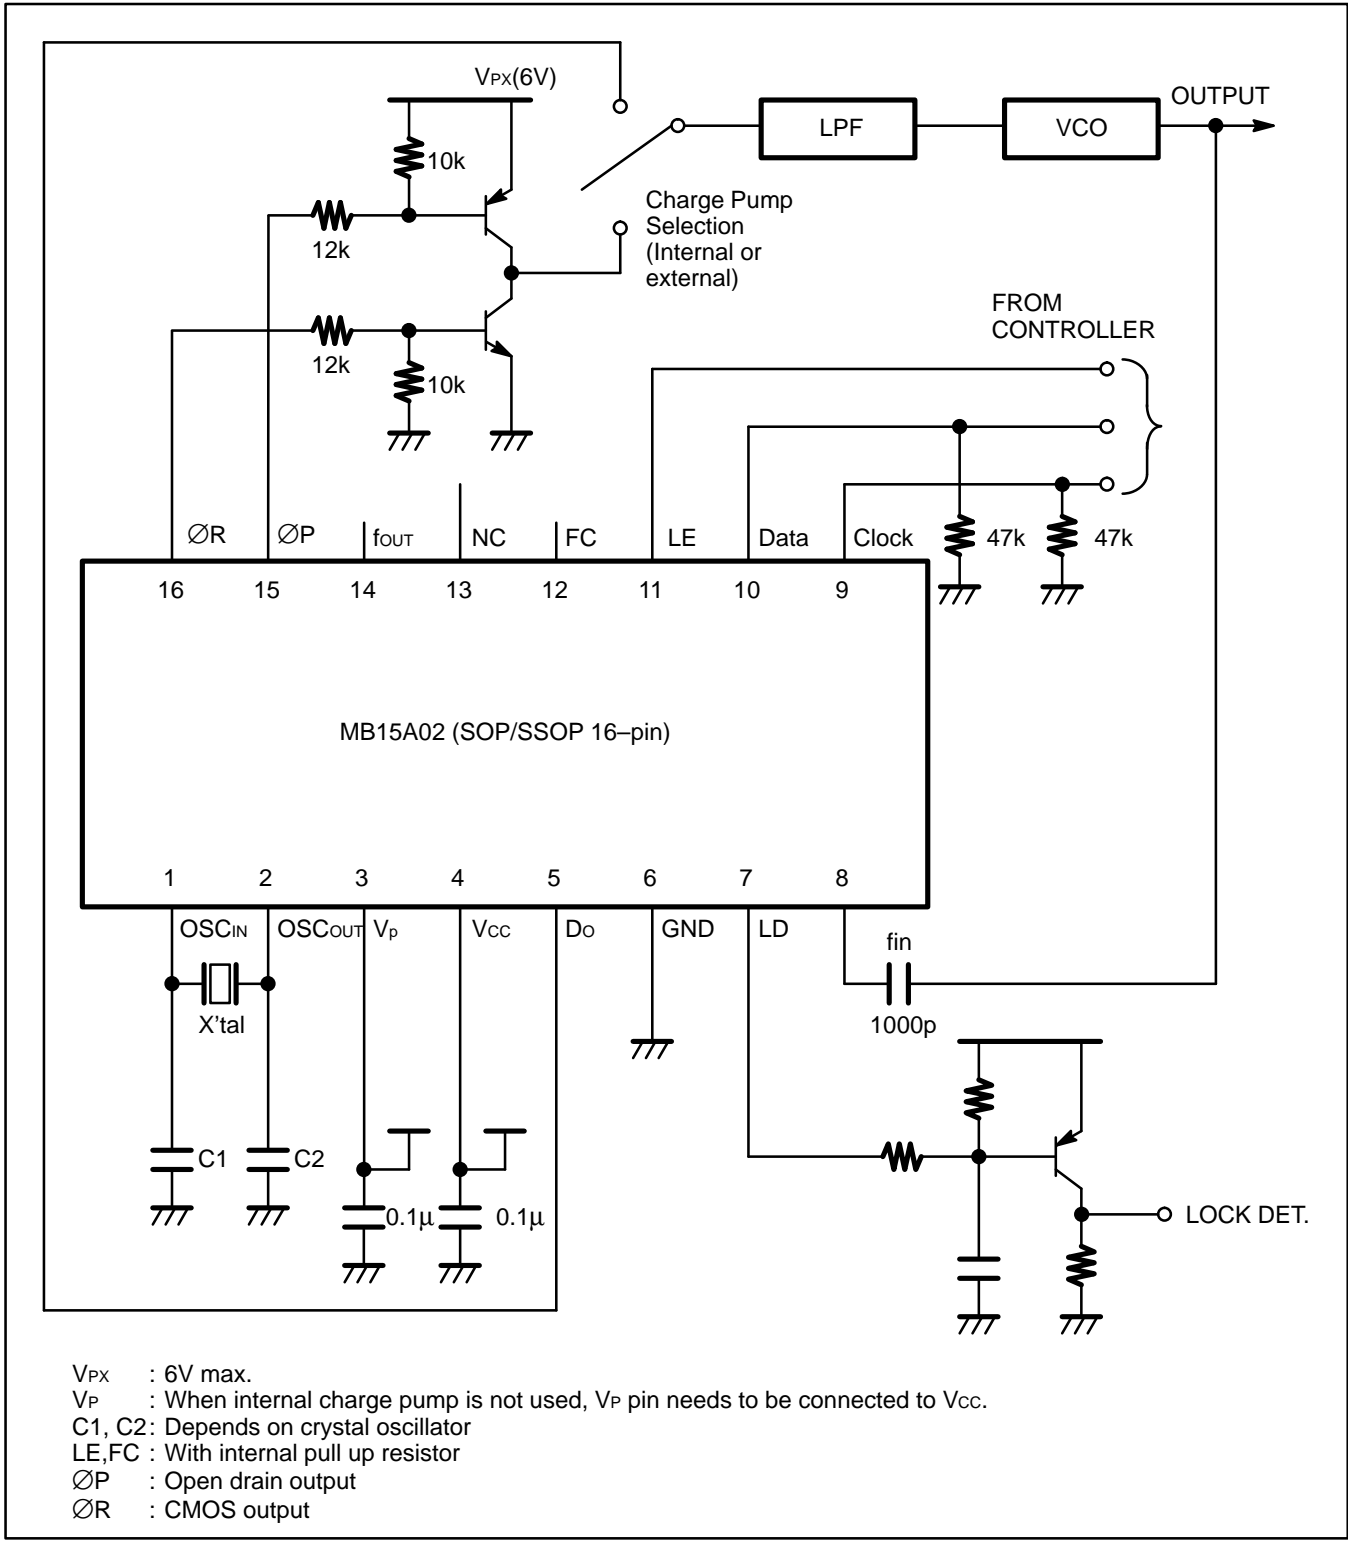 VPX(6V)
OUTPUT
LPF
VCO
10k
12k
Charge Pump
Selection
(Internal or
external)
12k
10k
FROM
CONTROLLER
∅R
∅P
fOUT
NC
FC
LE
Data
Clock
47k
47k
16
15
14
13
12
11
10
9
MB15A02 (SOP/SSOP 16–pin)
1
2
3
4
5
6
7
8
OSCIN
OSCOUT
Vp
VCC
DO
GND
LD
fin
X'tal
1000p
C1
C2
0.1µ
0.1µ
LOCK DET.
VPX : 6V max.
VP : When internal charge pump is not used, VP pin needs to be connected to VCC.
C1, C2 : Depends on crystal oscillator
LE,FC : With internal pull up resistor
∅P : Open drain output
∅R : CMOS output